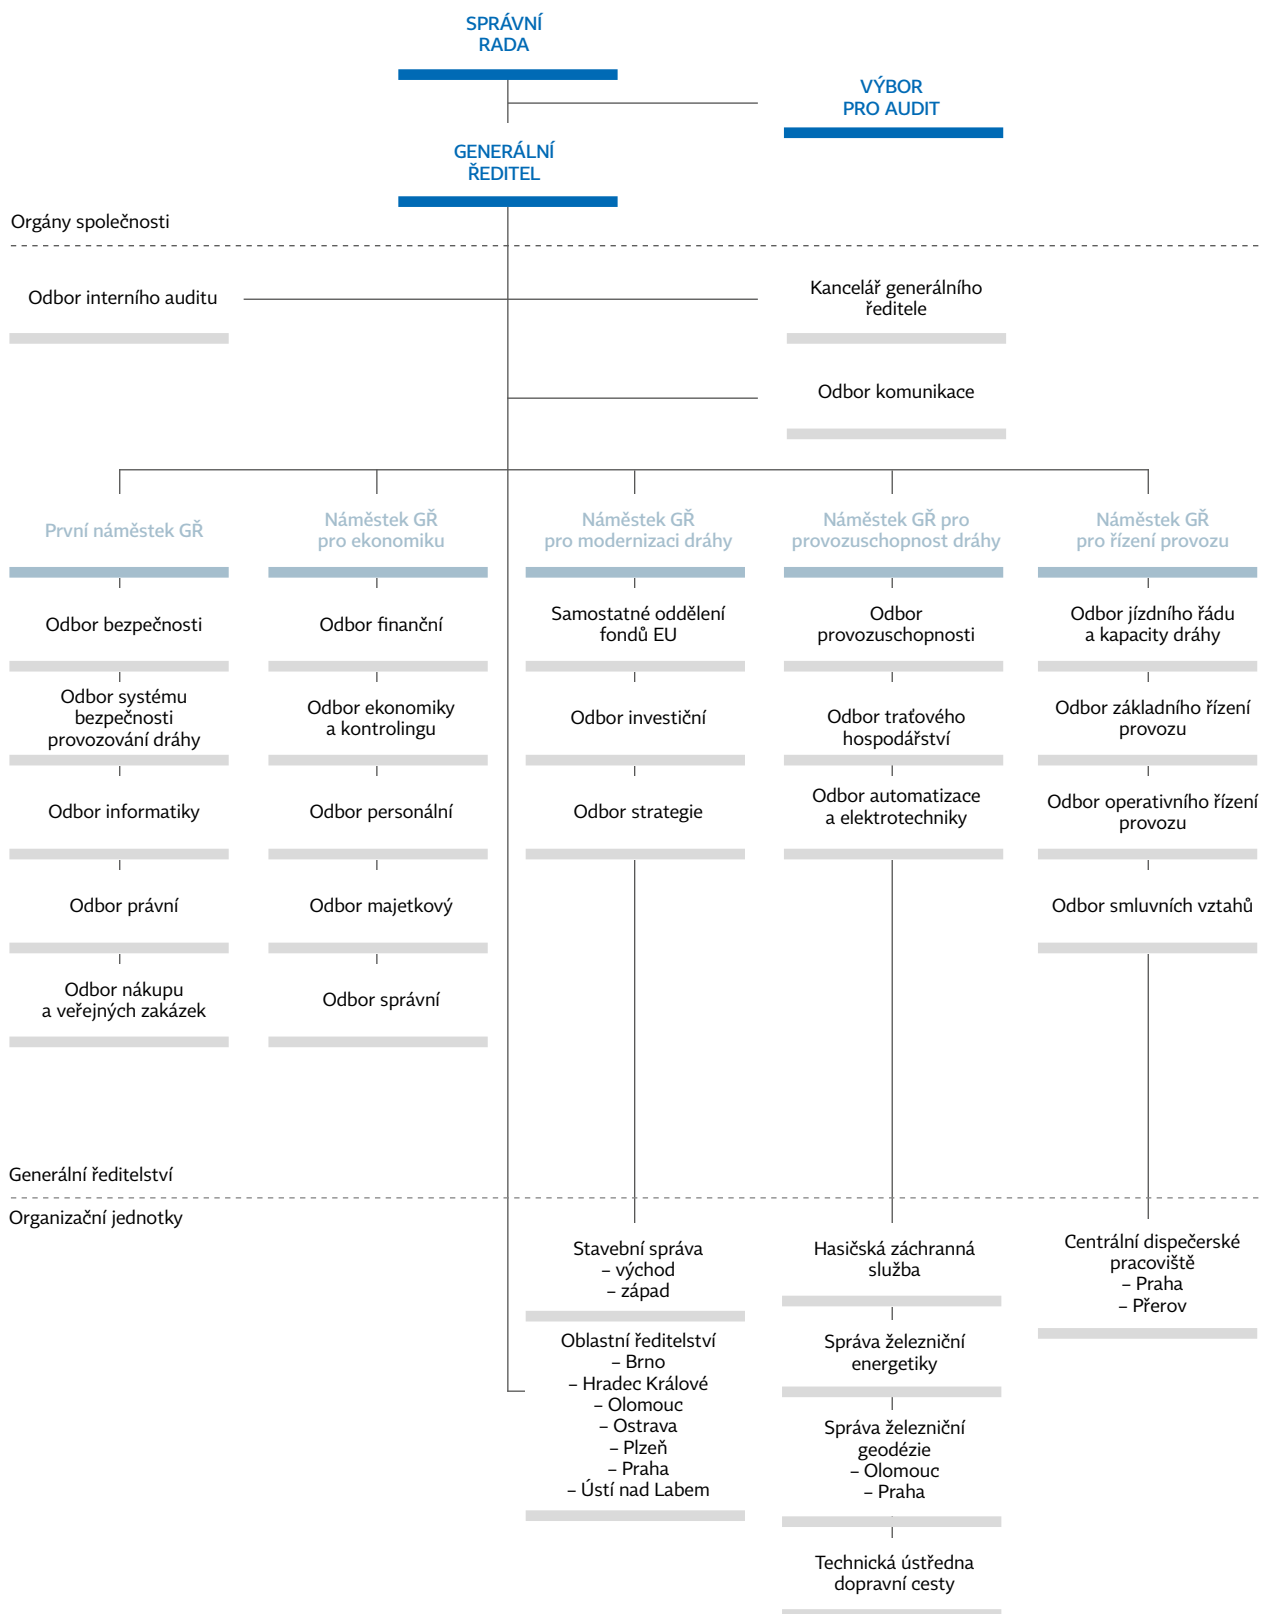 SPRÁVNÍ
RADA
VÝBOR
PRO AUDIT
GENERÁLNÍ
ŘEDITEL
Orgány společnosti
Odbor interního auditu
Kancelář generálního
ředitele
Odbor komunikace
První náměstek GŘ
Náměstek GŘ
pro ekonomiku
Náměstek GŘ
pro modernizaci dráhy
Náměstek GŘ pro
provozuschopnost dráhy
Náměstek GŘ
pro řízení provozu
Odbor bezpečnosti
Odbor systému
bezpečnosti
provozování dráhy
Odbor informatiky
Odbor právní
Odbor nákupu
a veřejných zakázek
Odbor finanční
Odbor ekonomiky
a kontrolingu
Odbor personální
Odbor majetkový
Odbor správní
Samostatné oddělení
fondů EU
Odbor investiční
Odbor strategie
Odbor
provozuschopnosti
Odbor traťového
hospodářství
Odbor automatizace
a elektrotechniky
Odbor jízdního řádu
a kapacity dráhy
Odbor základního řízení
provozu
Odbor operativního řízení
provozu
Odbor smluvních vztahů
Generální ředitelství
Organizační jednotky
Stavební správa
– východ
– západ
Oblastní ředitelství
– Brno
– Hradec Králové
– Olomouc
– Ostrava
– Plzeň
– Praha
– Ústí nad Labem
Hasičská záchranná
služba
Správa železniční
energetiky
Správa železniční
geodézie
– Olomouc
– Praha
Technická ústředna
dopravní cesty
Centrální dispečerské
pracoviště
– Praha
– Přerov